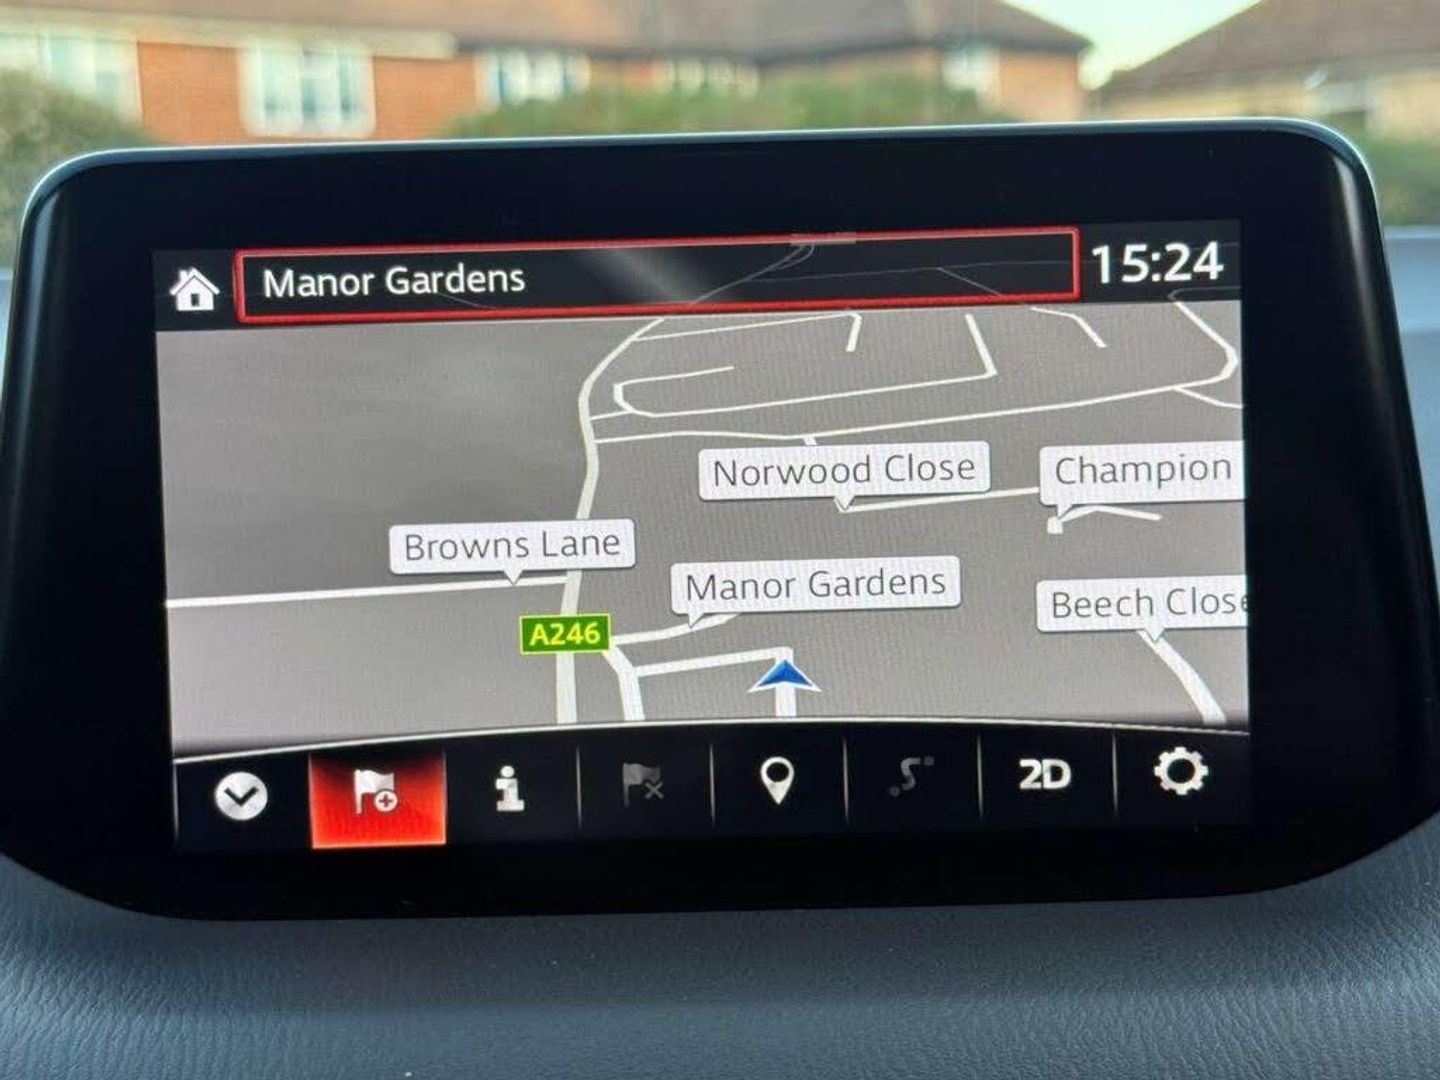 Manor Gardens
15:24
Norwood Close
Champion
Browns Lane
Manor Gardens
Beech Close
A246
2D